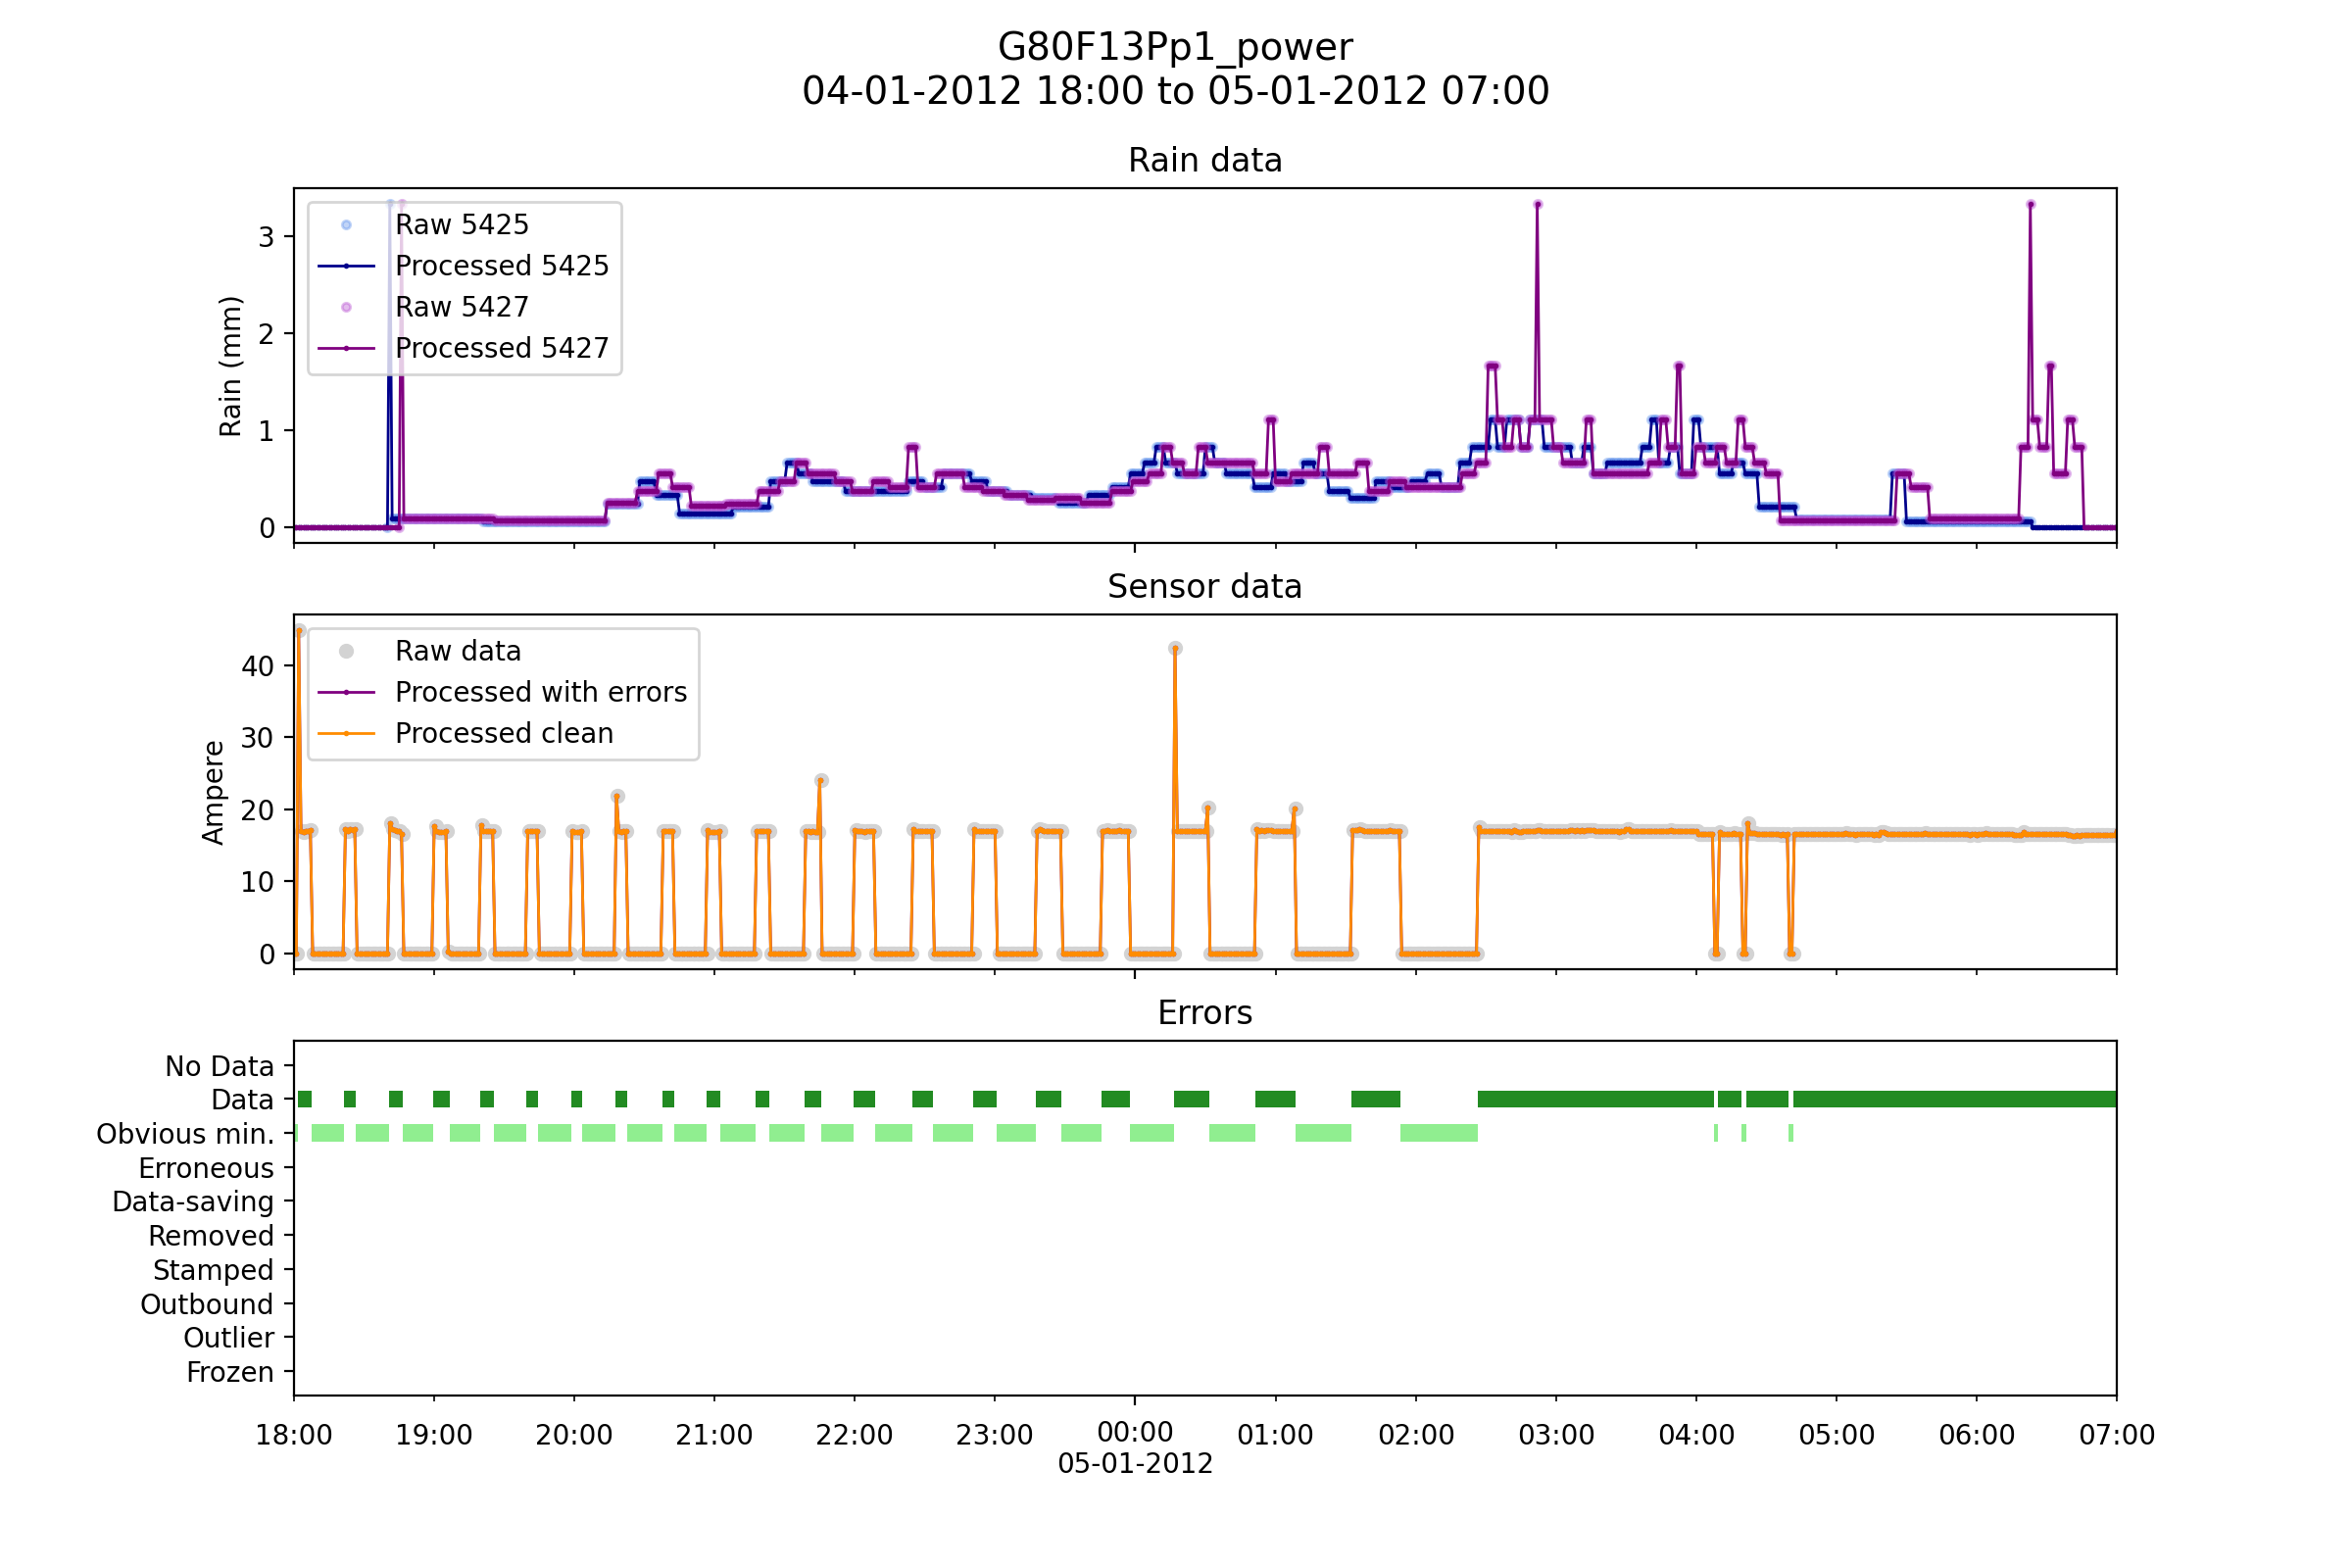 G80F13Pp1_power
04-01-2012 18:00 to 05-01-2012 07:00
Rain data
Rain (mm)
3
2
1
0
Raw 5425
Processed 5425
Raw 5427
Processed 5427
Sensor data
Ampere
40
30
20
10
0
Raw data
Processed with errors
Processed clean
Errors
No Data
Data
Obvious min.
Erroneous
Data-saving
Removed
Stamped
Outbound
Outlier
Frozen
18:00 19:00 20:00 21:00 22:00 23:00 00:00 01:00 02:00 03:00 04:00 05:00 06:00 07:00
05-01-2012